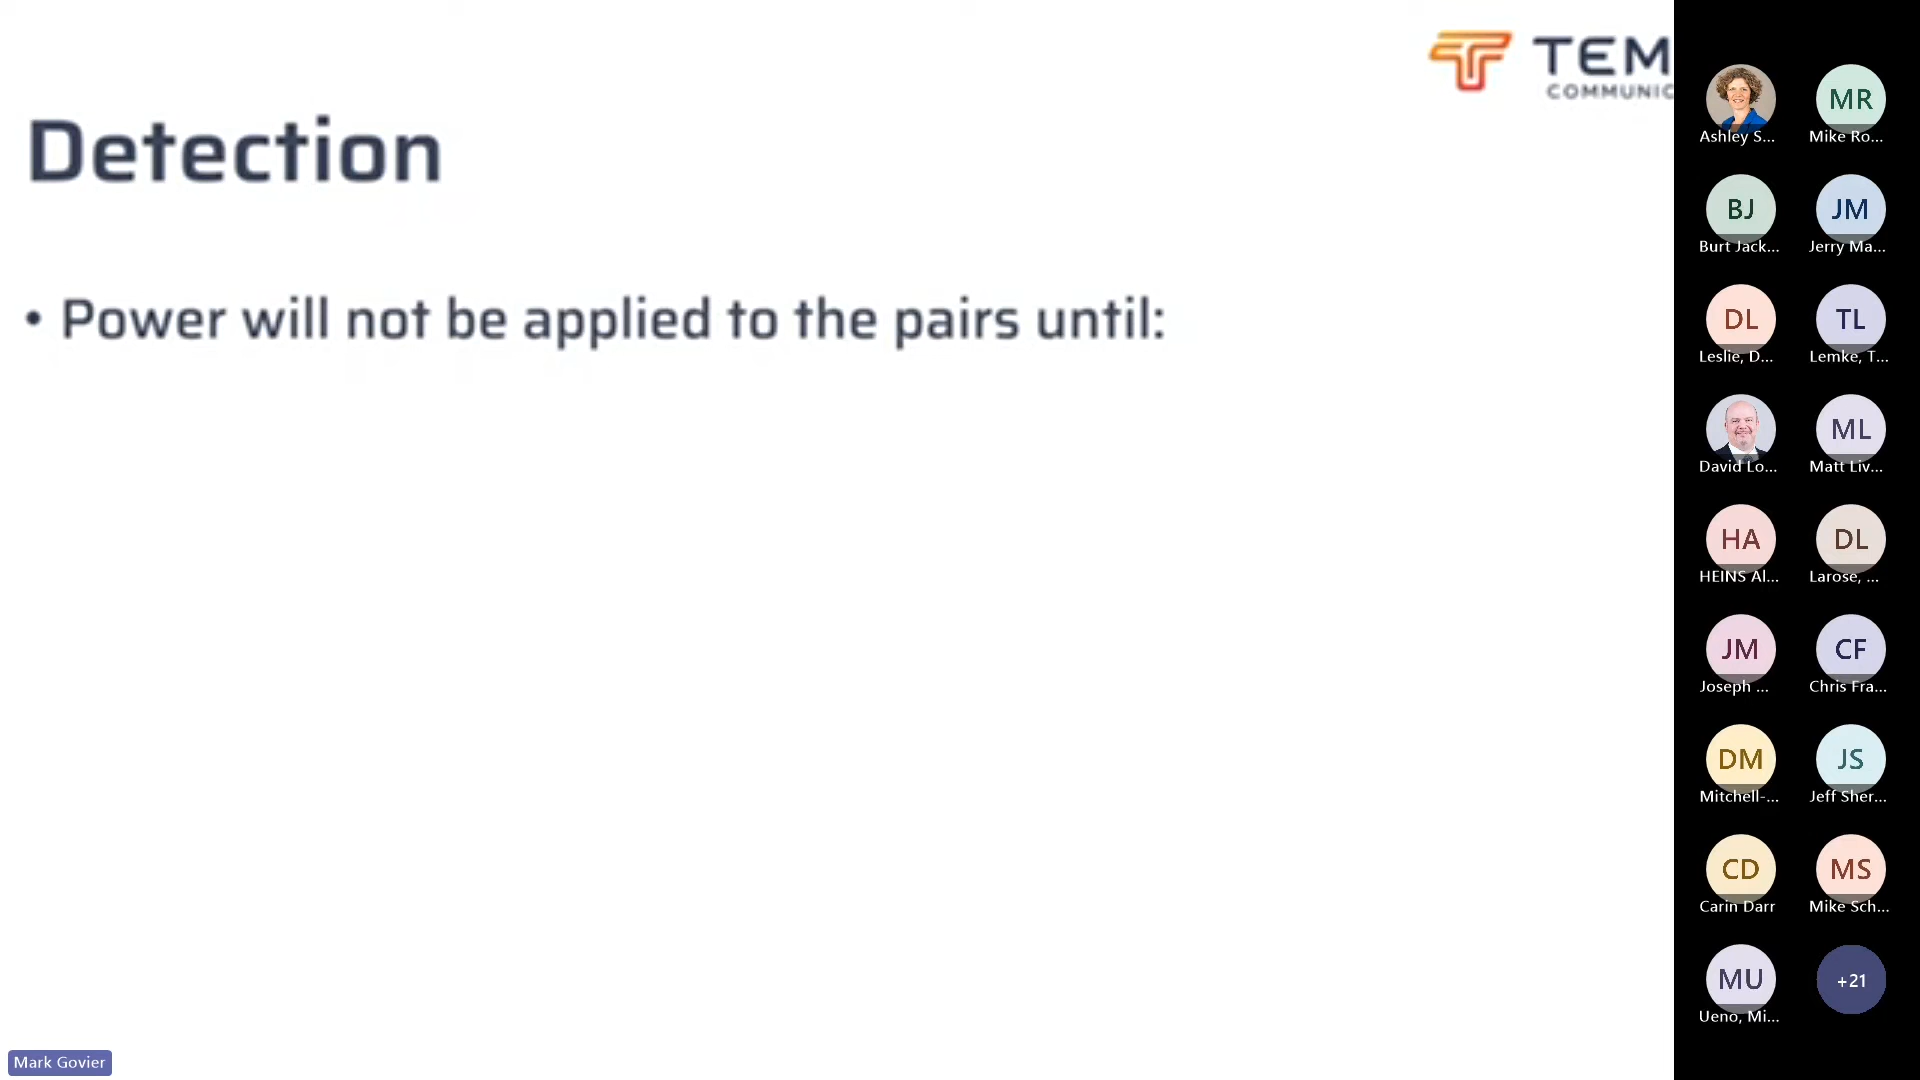 TEM
COMMUNIC
Detection
• Power will not be applied to the pairs until:
Ashley S...
MR
Mike Ro...
BJ
Burt Jack...
JM
Jerry Ma...
DL
Leslie, D...
TL
Lemke, T...
David Lo...
ML
Matt Liv...
HA
HEINS Al...
DL
Larose, ...
JM
Joseph ...
CF
Chris Fra...
DM
Mitchell-...
JS
Jeff Sher...
CD
Carin Darr
MS
Mike Sch...
MU
Ueno, Mi...
+21
Mark Govier